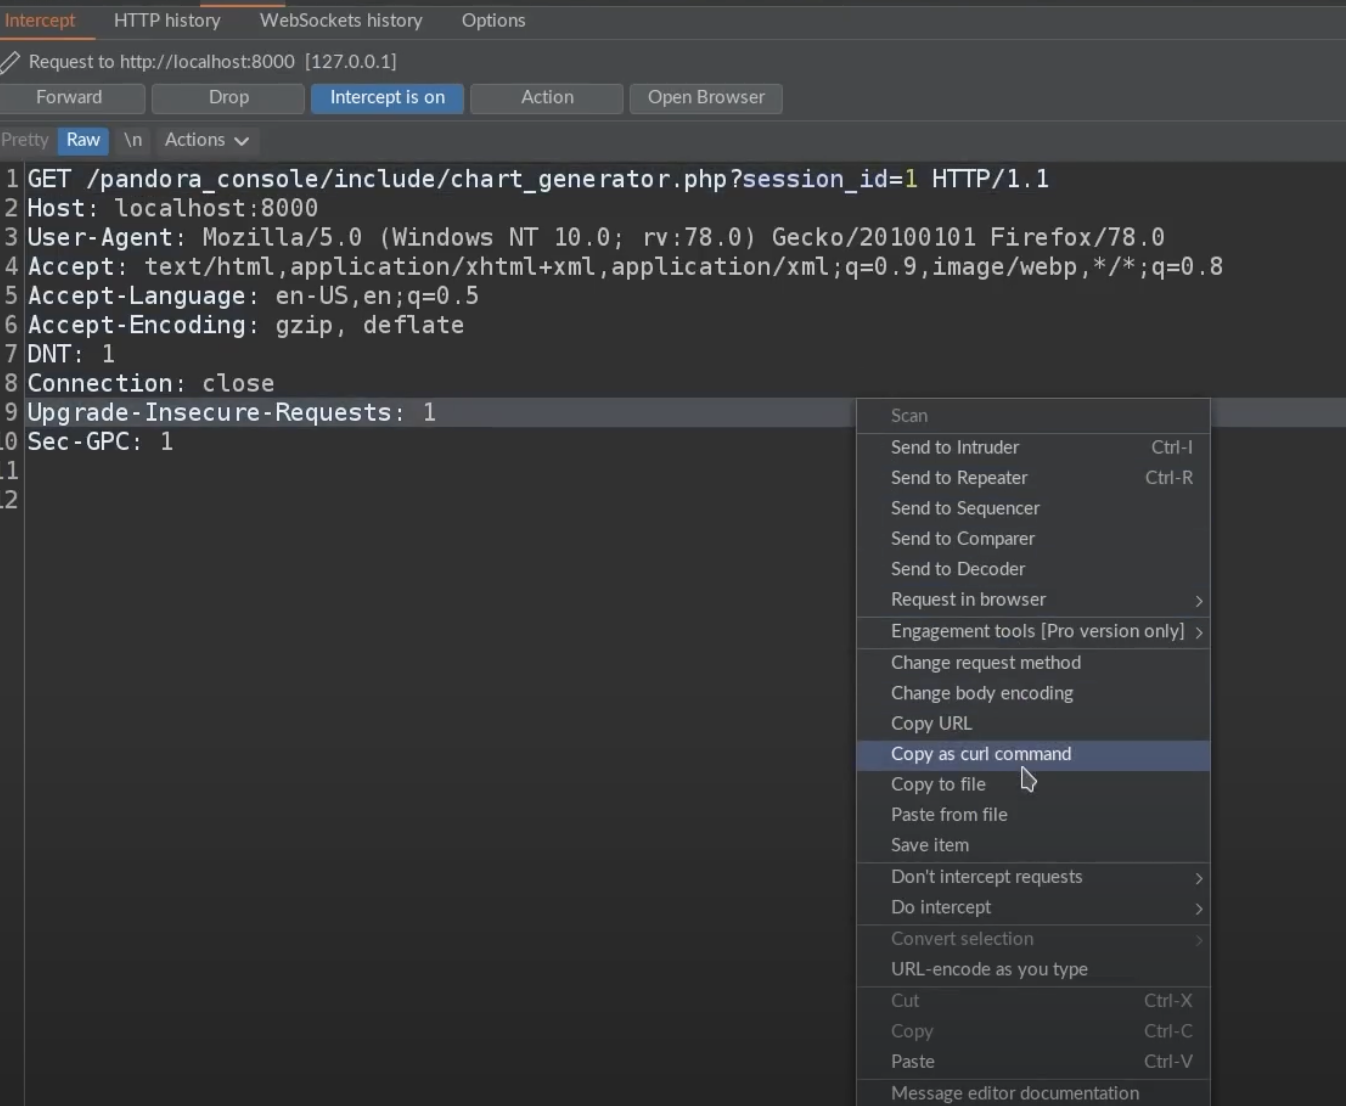 Intercept HTTP history WebSockets history Options
Request to http://localhost:8000 [127.0.0.1]
Forward Drop Intercept is on Action Open Browser
Pretty Raw \n Actions
1 GET /pandora_console/include/chart_generator.php?session_id=1 HTTP/1.1
2 Host: localhost:8000
3 User-Agent: Mozilla/5.0 (Windows NT 10.0; rv:78.0) Gecko/20100101 Firefox/78.0
4 Accept: text/html,application/xhtml+xml,application/xml;q=0.9,image/webp,*/*;q=0.8
5 Accept-Language: en-US,en;q=0.5
6 Accept-Encoding: gzip, deflate
7 DNT: 1
8 Connection: close
9 Upgrade-Insecure-Requests: 1
10 Sec-GPC: 1
11
12
Scan
Send to Intruder Ctrl-I
Send to Repeater Ctrl-R
Send to Sequencer
Send to Comparer
Send to Decoder
Request in browser >
Engagement tools [Pro version only] >
Change request method
Change body encoding
Copy URL
Copy as curl command
Copy to file
Paste from file
Save item
Don't intercept requests >
Do intercept >
Convert selection >
URL-encode as you type
Cut Ctrl-X
Copy Ctrl-C
Paste Ctrl-V
Message editor documentation